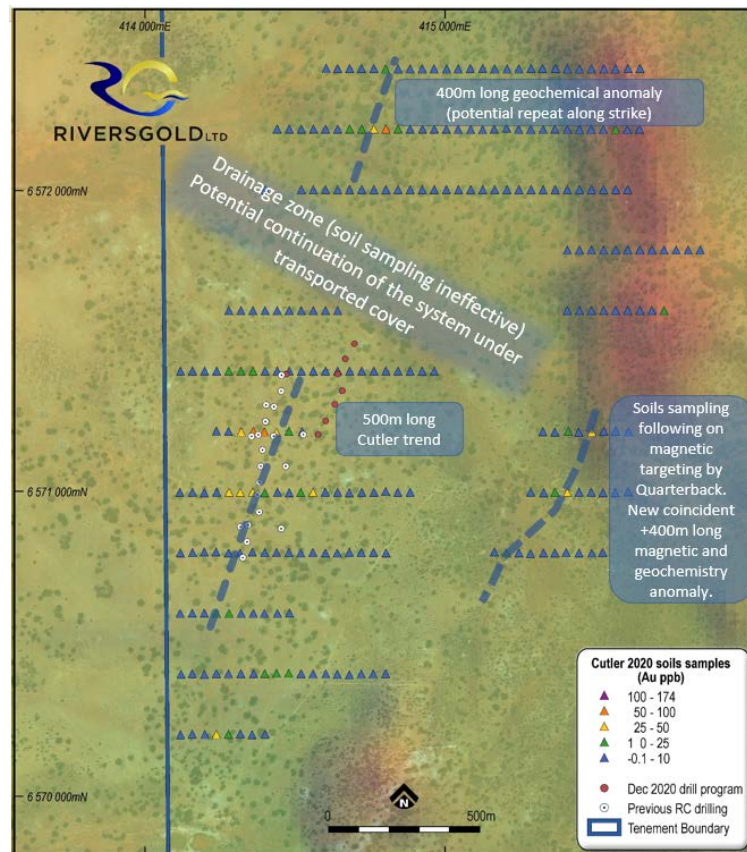 414 000mE
415 000mE
RIVERSGOLD LTD
400m long geochemical anomaly
(potential repeat along strike)
6 572 000mN
Drainage zone (soil sampling ineffective)
Potential continuation of the system under
transported cover
500m long
Cutler trend
Soils sampling
following on
magnetic
targeting by
Quarterback.
New coincident
+400m long
magnetic and
geochemistry
anomaly.
6 571 000mN
Cutler 2020 soils samples
(Au ppb)
100 - 174
50 - 100
25 - 50
1 0 - 25
-0.1 - 10
Dec 2020 drill program
Previous RC drilling
Tenement Boundary
6 570 000mN
N
0
500m